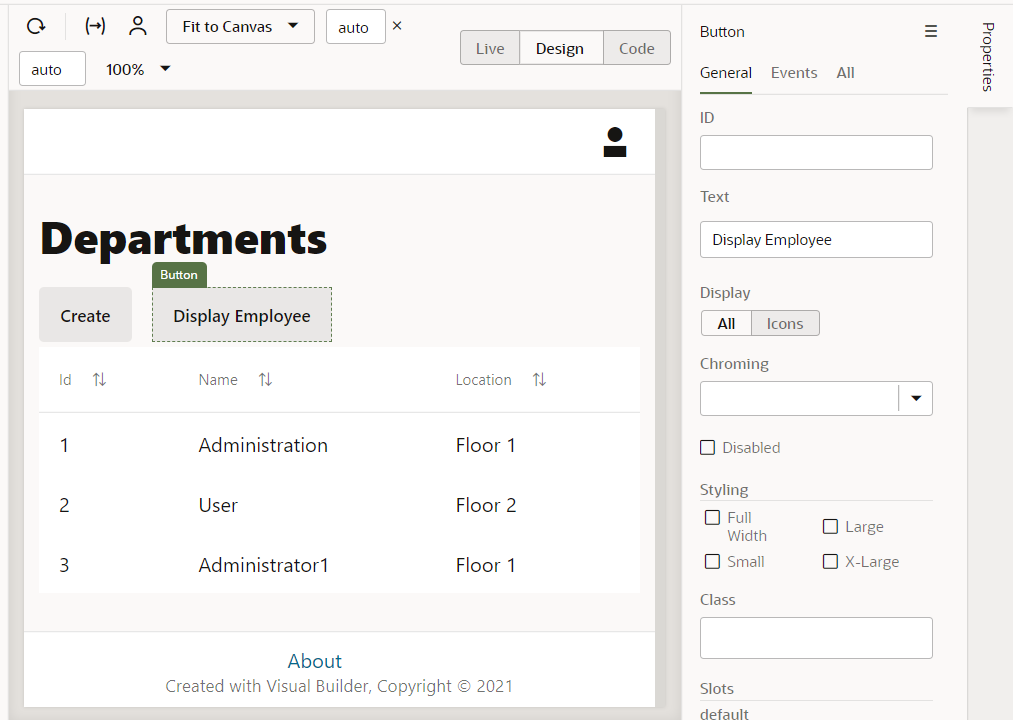 Fit to Canvas
auto
Live
Design
Code
auto
100%
Departments
Button
Create
Display Employee
Id
Name
Location
1
Administration
Floor 1
2
User
Floor 2
3
Administrator1
Floor 1
About
Created with Visual Builder, Copyright © 2021
Button
General
Events
All
ID
Text
Display Employee
Display
All
Icons
Chroming
Disabled
Styling
Full
Width
Large
Small
X-Large
Class
Slots
default
Properties